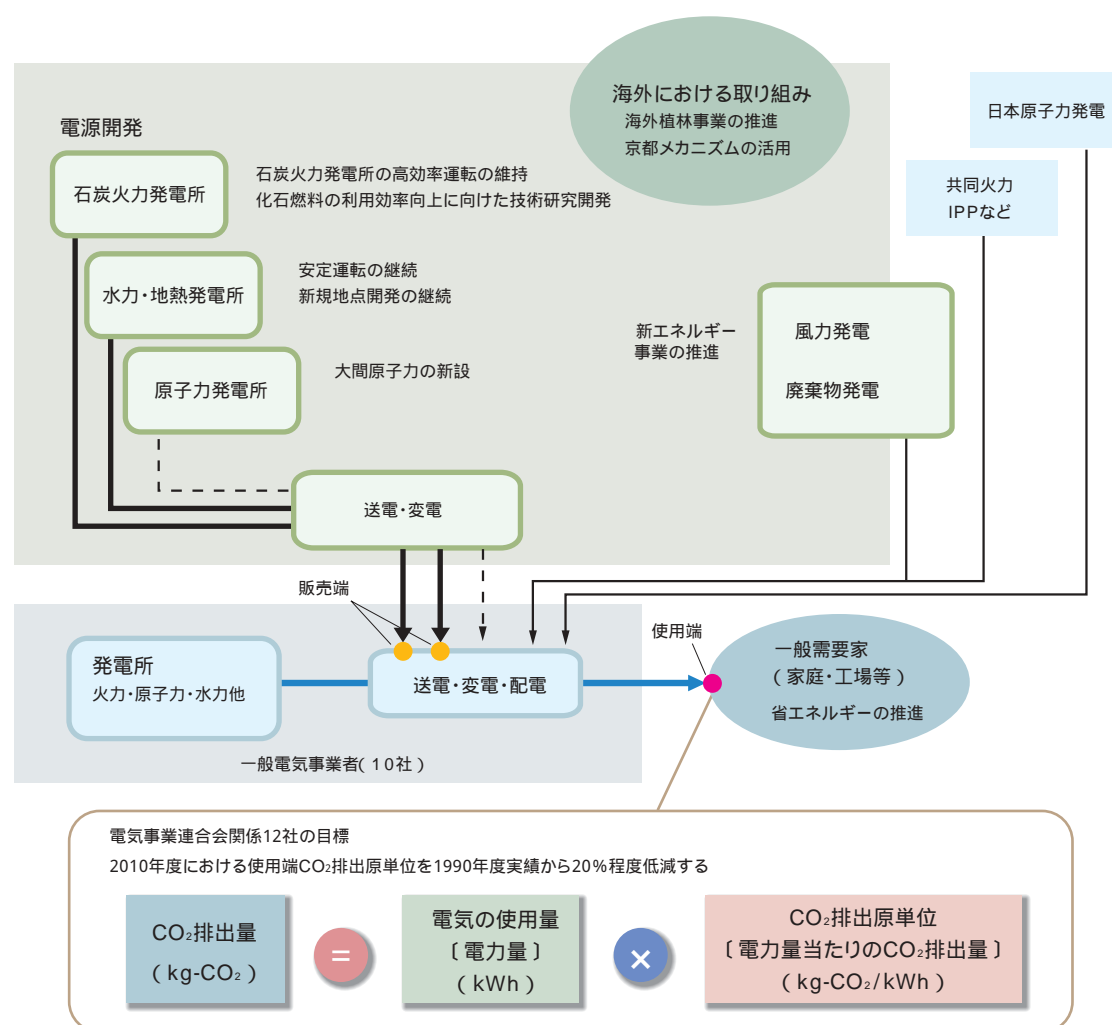 海外における取り組み
海外植林事業の推進
京都メカニズムの活用
日本原子力発電
共同火力
IPPなど
電源開発
石炭火力発電所
石炭火力発電所の高効率運転の維持
化石燃料の利用効率向上に向けた技術研究開発
水力・地熱発電所
安定運転の継続
新規地点開発の継続
原子力発電所
大間原子力の新設
新エネルギー
事業の推進
風力発電
廃棄物発電
送電・変電
販売端
使用端
発電所
火力・原子力・水力他
送電・変電・配電
一般需要家
(家庭・工場等)
省エネルギーの推進
一般電気事業者(10社)
電気事業連合会関係12社の目標
2010年度における使用端CO₂排出原単位を1990年度実績から20%程度低減する
CO₂排出量
(kg-CO₂)
=
電気の使用量
〔電力量〕
(kWh)
×
CO₂排出原単位
〔電力量当たりのCO₂排出量〕
(kg-CO₂/kWh)